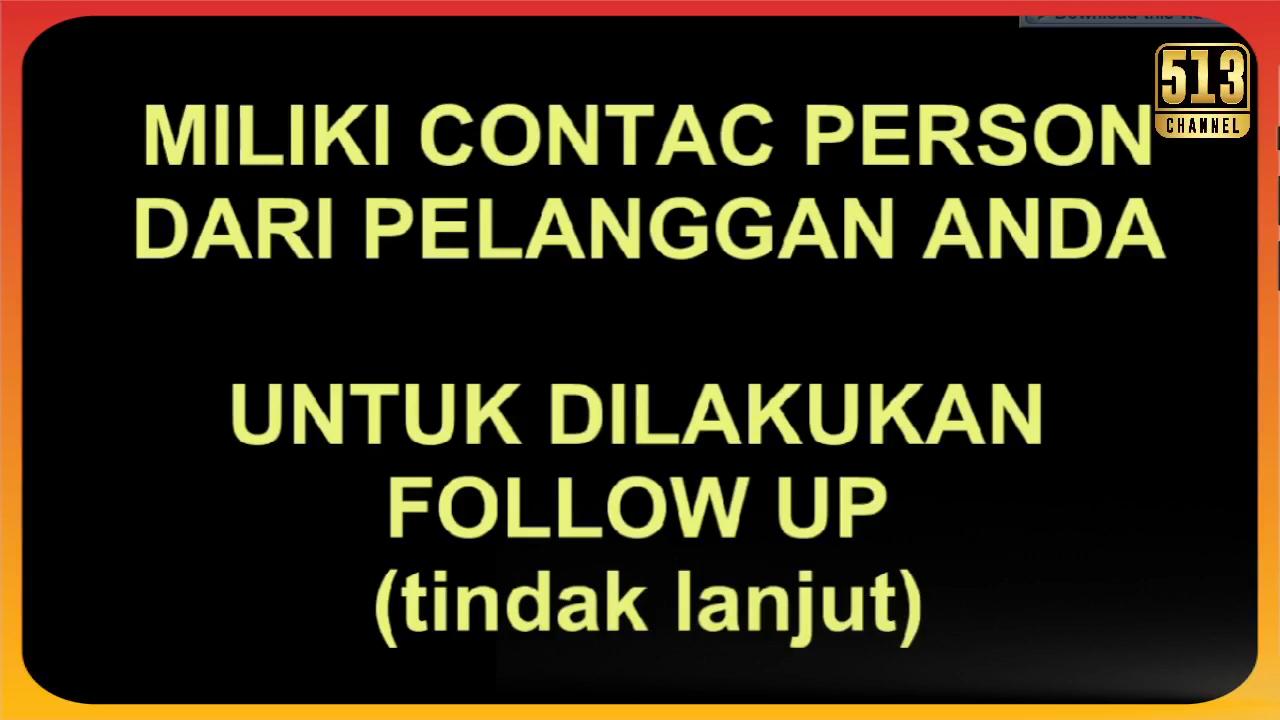 513
CHANNEL
MILIKI CONTAC PERSON
DARI PELANGGAN ANDA
UNTUK DILAKUKAN
FOLLOW UP
(tindak lanjut)